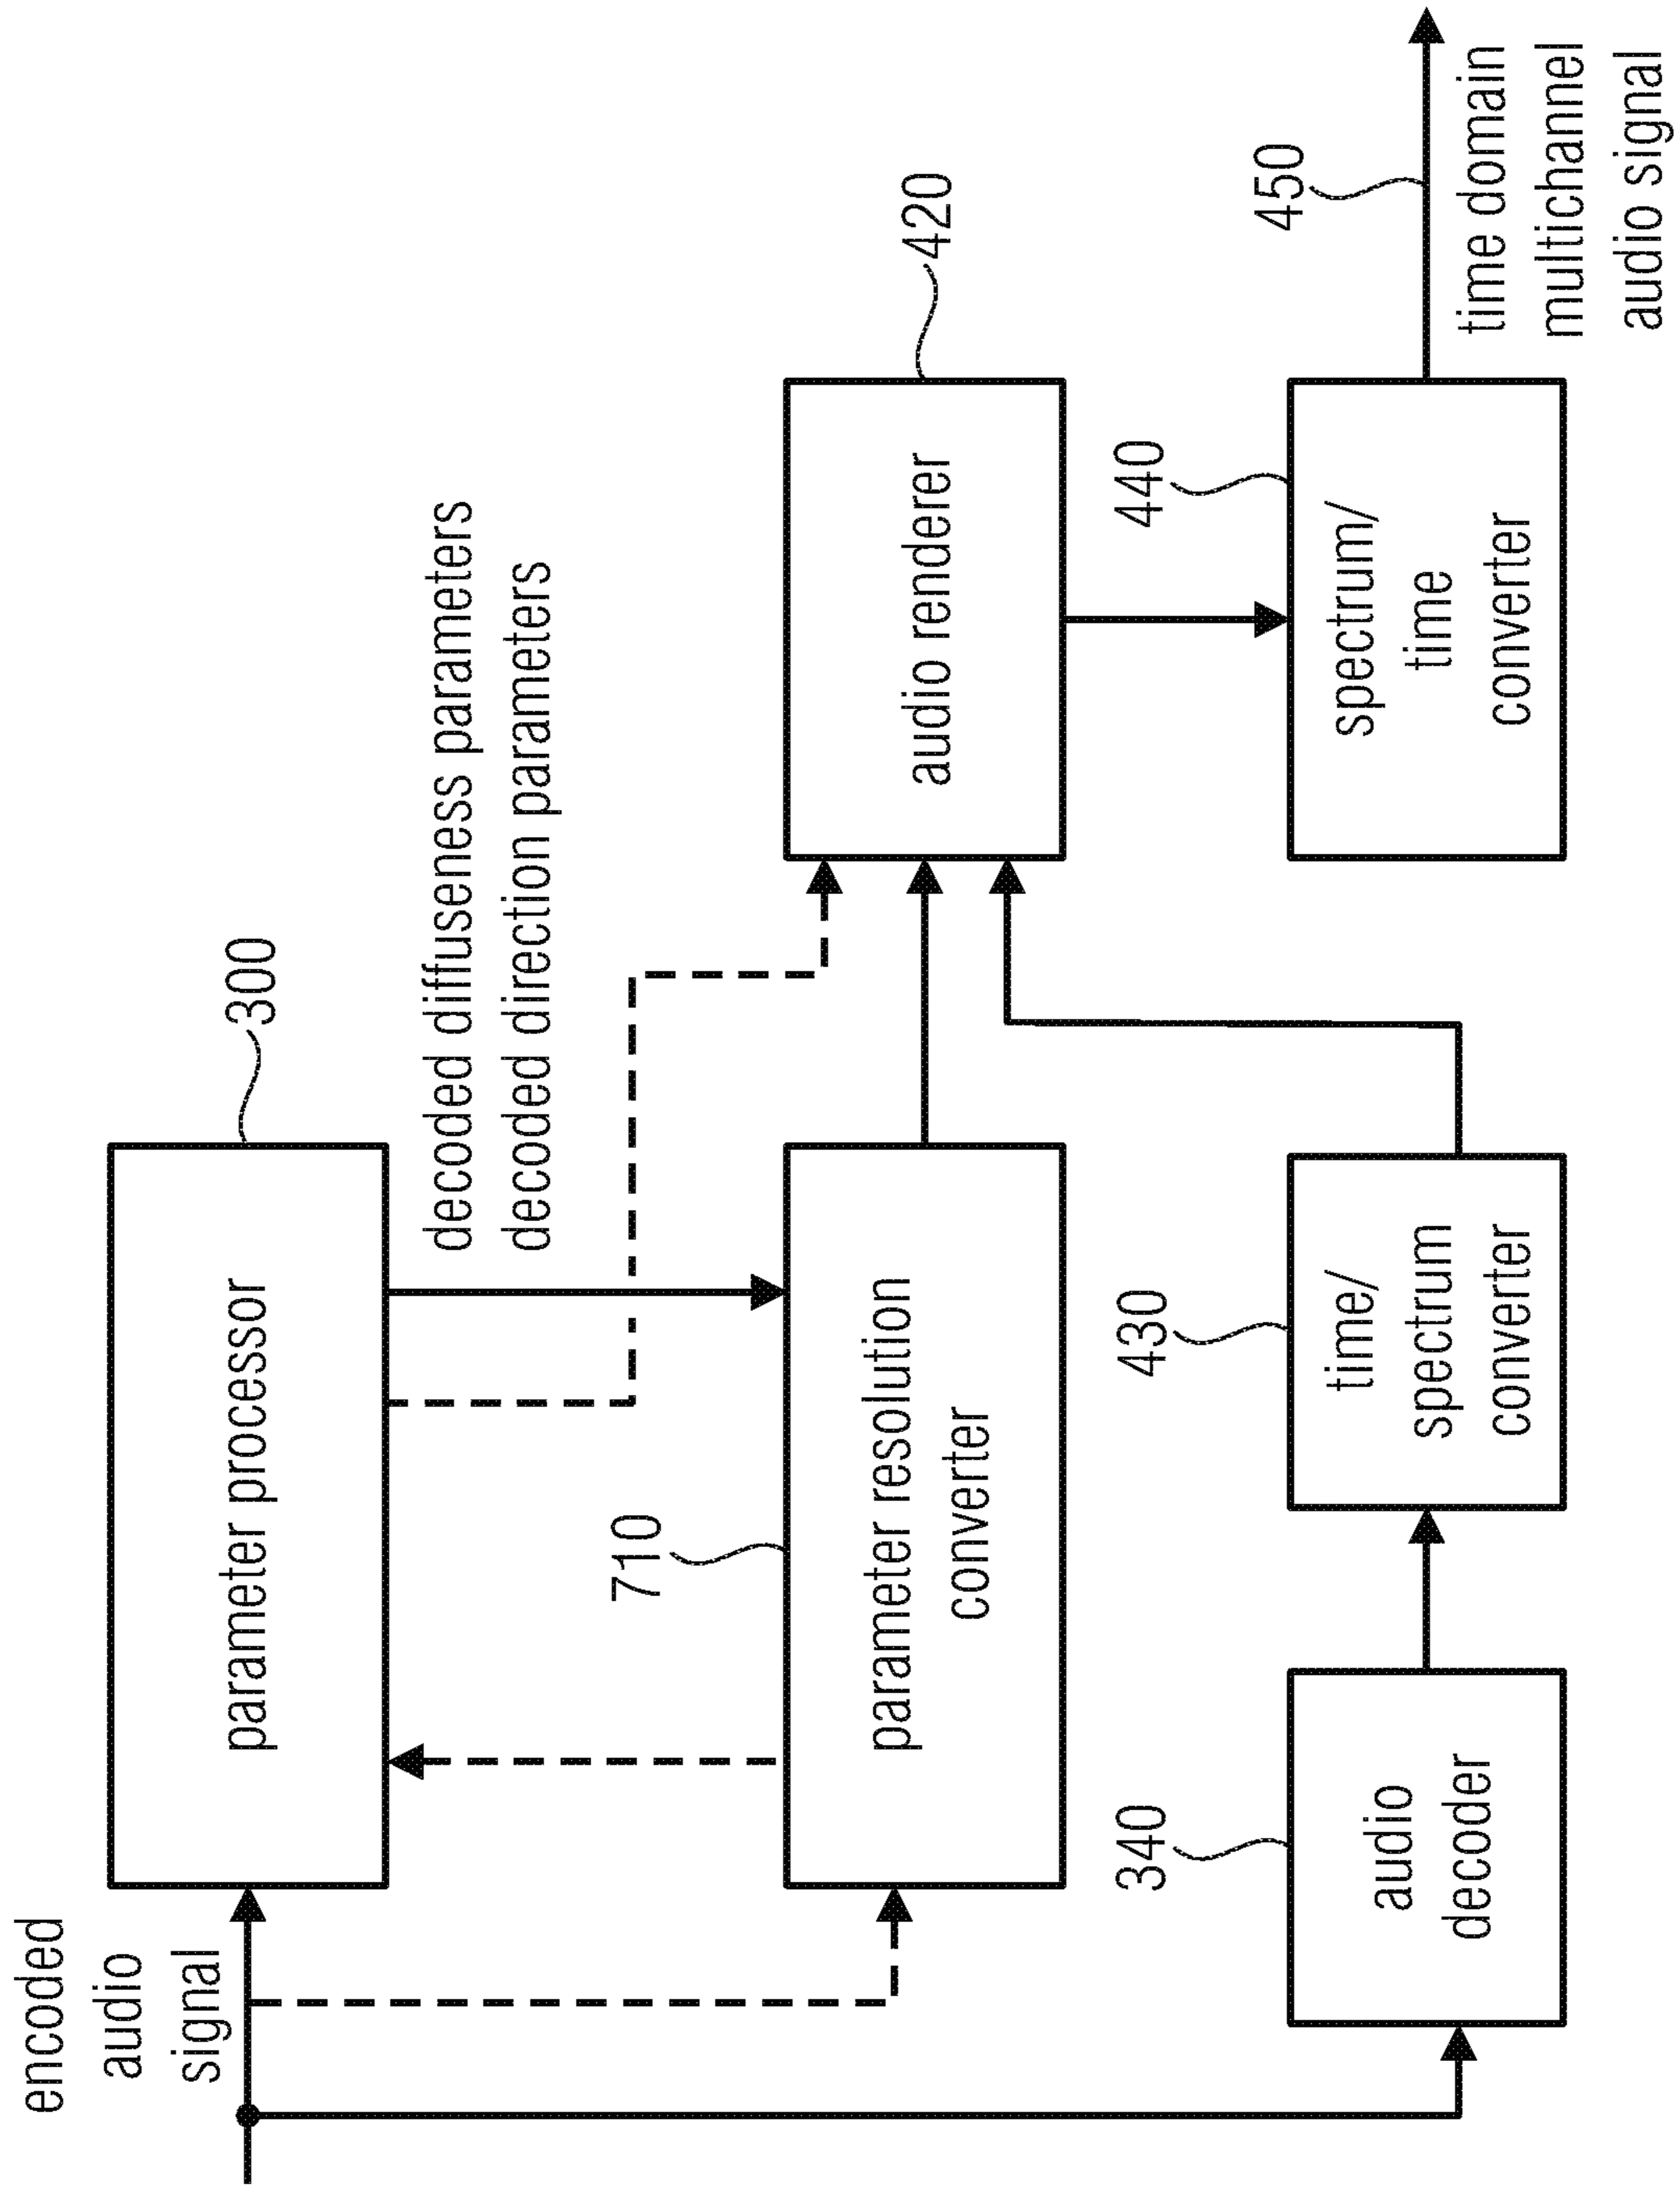 encoded
audio
signal
parameter processor
300
decoded diffuseness parameters
decoded direction parameters
710
parameter resolution
converter
audio renderer
420
340
audio
decoder
430
time/
spectrum
converter
440
spectrum/
time
converter
450
time domain
multichannel
audio signal